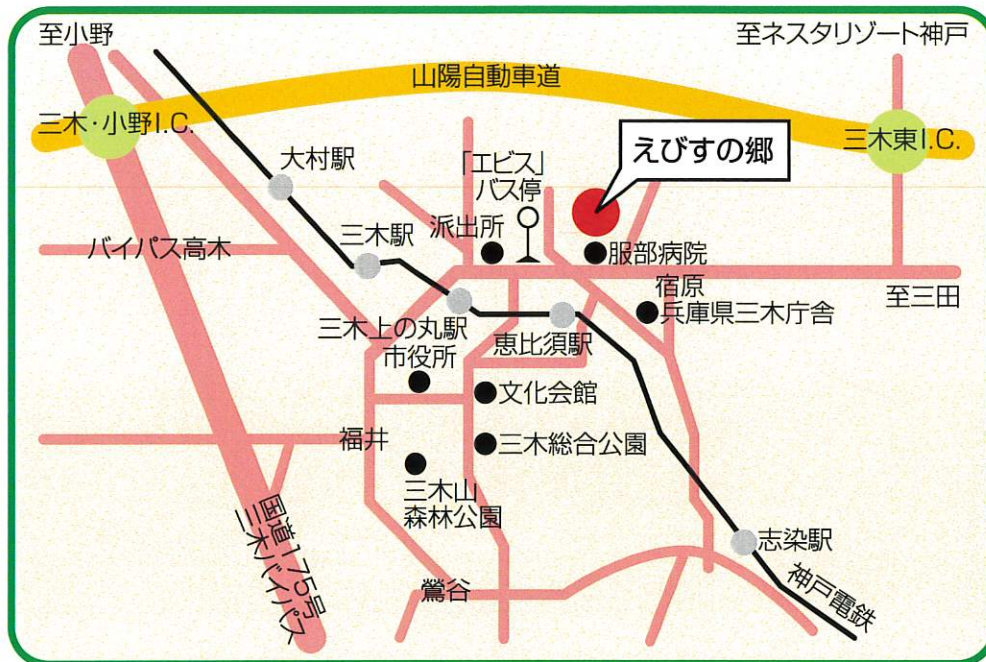 至小野
至ネスタリゾート神戸
山陽自動車道
三木・小野I.C.
三木東I.C.
えびすの郷
大村駅
「エビス」
バス停
三木駅
派出所
バイパス高木
服部病院
宿原
至三田
兵庫県三木庁舎
三木上の丸駅
恵比須駅
市役所
文化会館
福井
三木総合公園
三木山
森林公園
国道175号
三木バイパス
志染駅
鶯谷
神戸電鉄